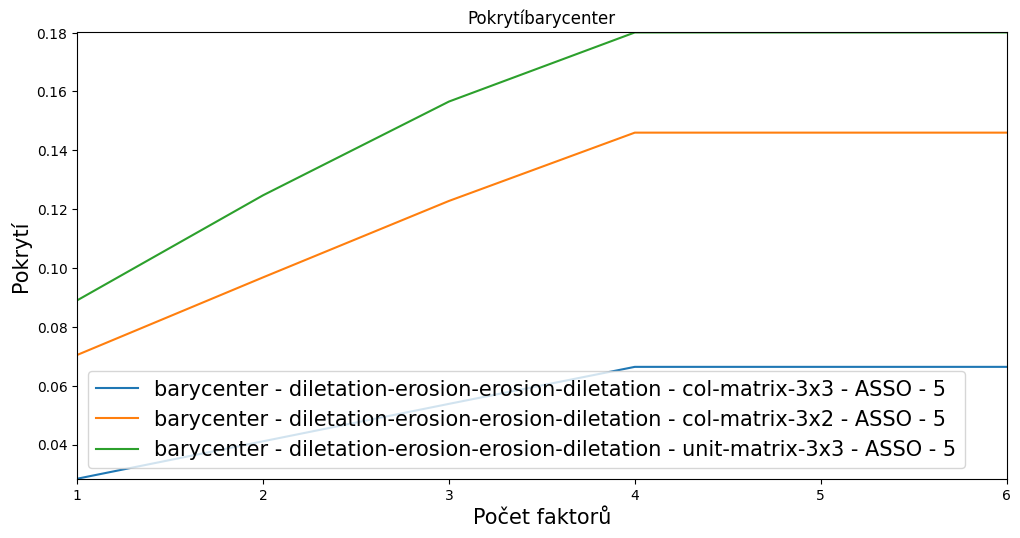 Pokrytíbarycenter
0.18
0.16
0.14
0.12
0.10
0.08
0.06
0.04
Pokrytí
barycenter - diletation-erosion-erosion-diletation - col-matrix-3x3 - ASSO - 5
barycenter - diletation-erosion-erosion-diletation - col-matrix-3x2 - ASSO - 5
barycenter - diletation-erosion-erosion-diletation - unit-matrix-3x3 - ASSO - 5
1 2 3 4 5 6
Počet faktorů